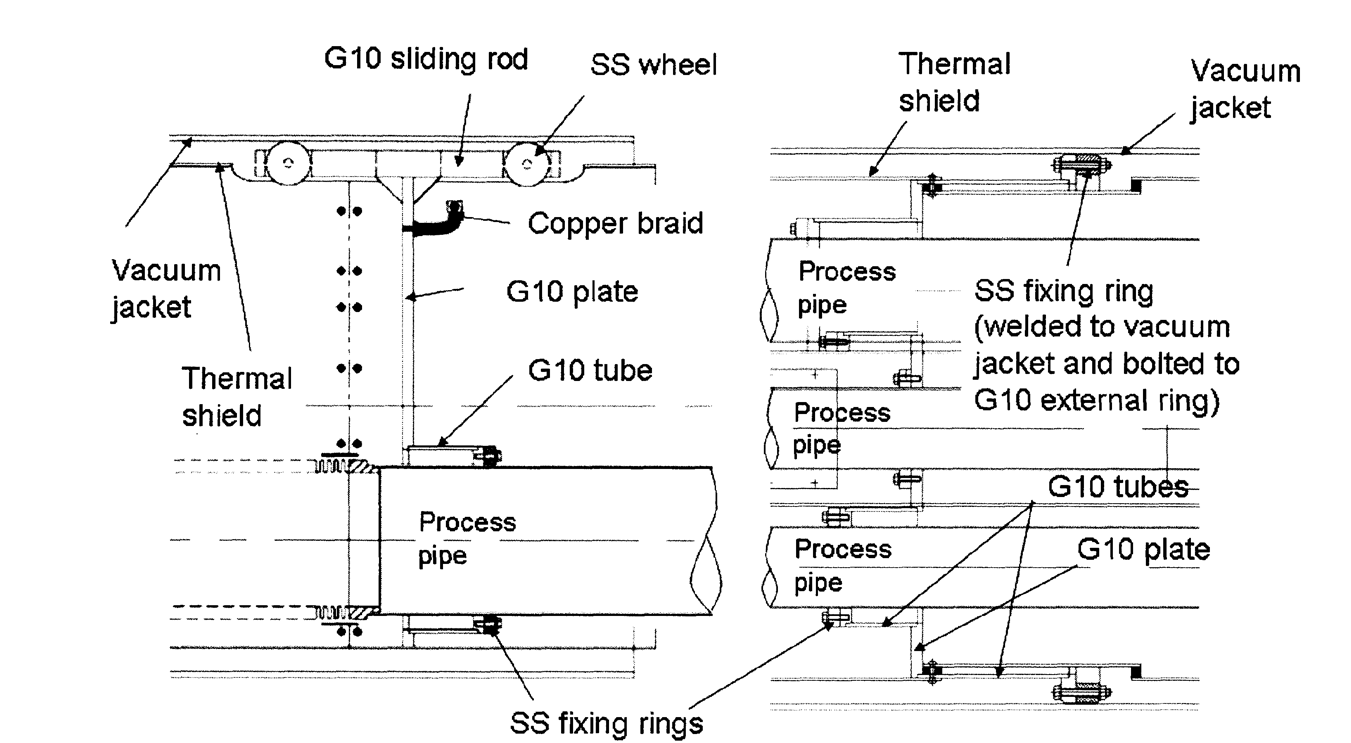 G10 sliding rod
SS wheel
Copper braid
G10 plate
G10 tube
Vacuum
jacket
Thermal
shield
Process
pipe
SS fixing rings
Thermal
shield
Vacuum
jacket
Process
pipe
SS fixing ring
(welded to vacuum
jacket and bolted to
G10 external ring)
Process
pipe
G10 tubes
G10 plate
Process
pipe